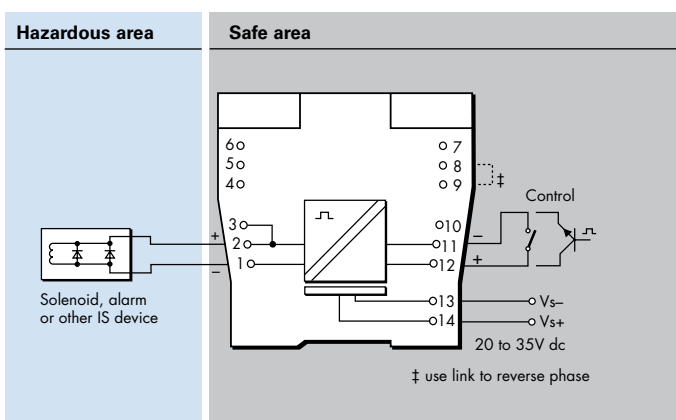 Hazardous area
Safe area
6
5
4
3
2
1
7
8
9
10
11
12
13
14
‡
Control
+
–
–
+
Vs–
Vs+
20 to 35V dc
Solenoid, alarm
or other IS device
‡ use link to reverse phase